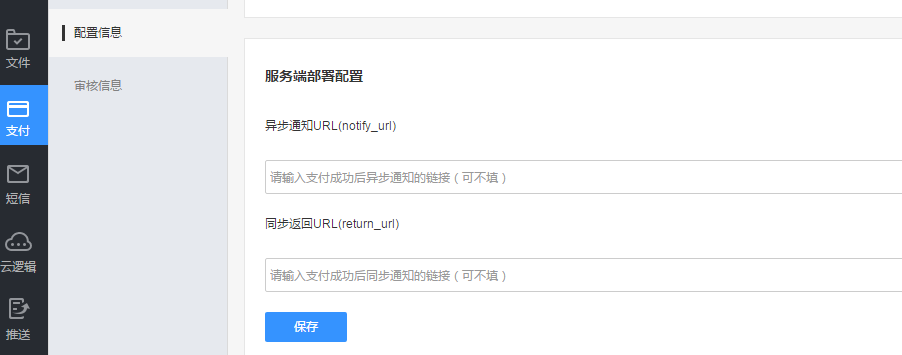 文件
支付
短信
云逻辑
推送
配置信息
审核信息
服务端部署配置
异步通知URL(notify_url)
请输入支付成功后异步通知的链接（可不填）
同步返回URL(return_url)
请输入支付成功后同步通知的链接（可不填）
保存